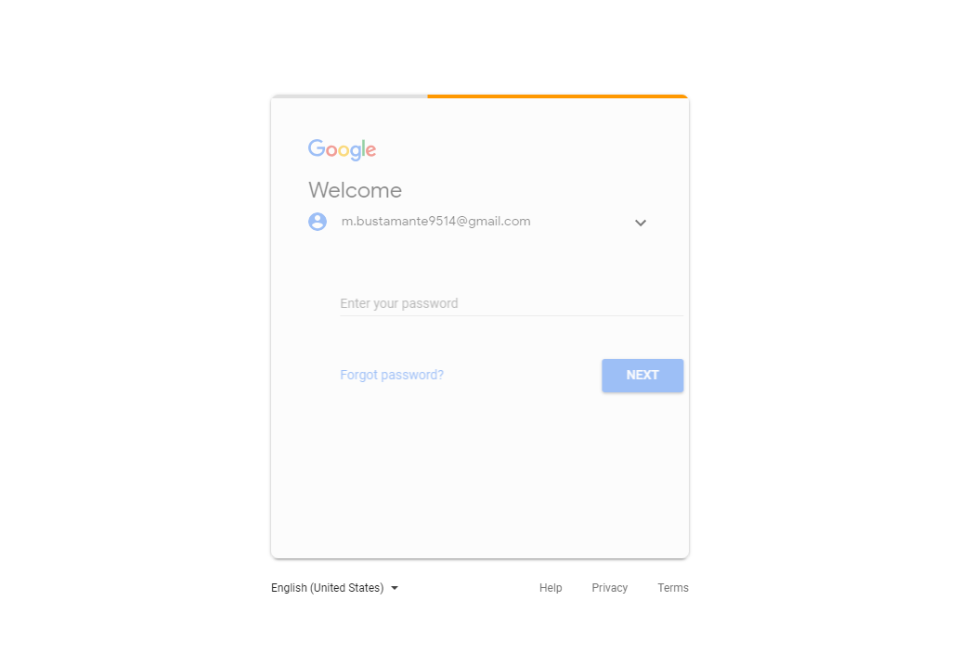 Google
Welcome
m.bustamante9514@gmail.com
Enter your password
Forgot password?
NEXT
English (United States)
Help
Privacy
Terms